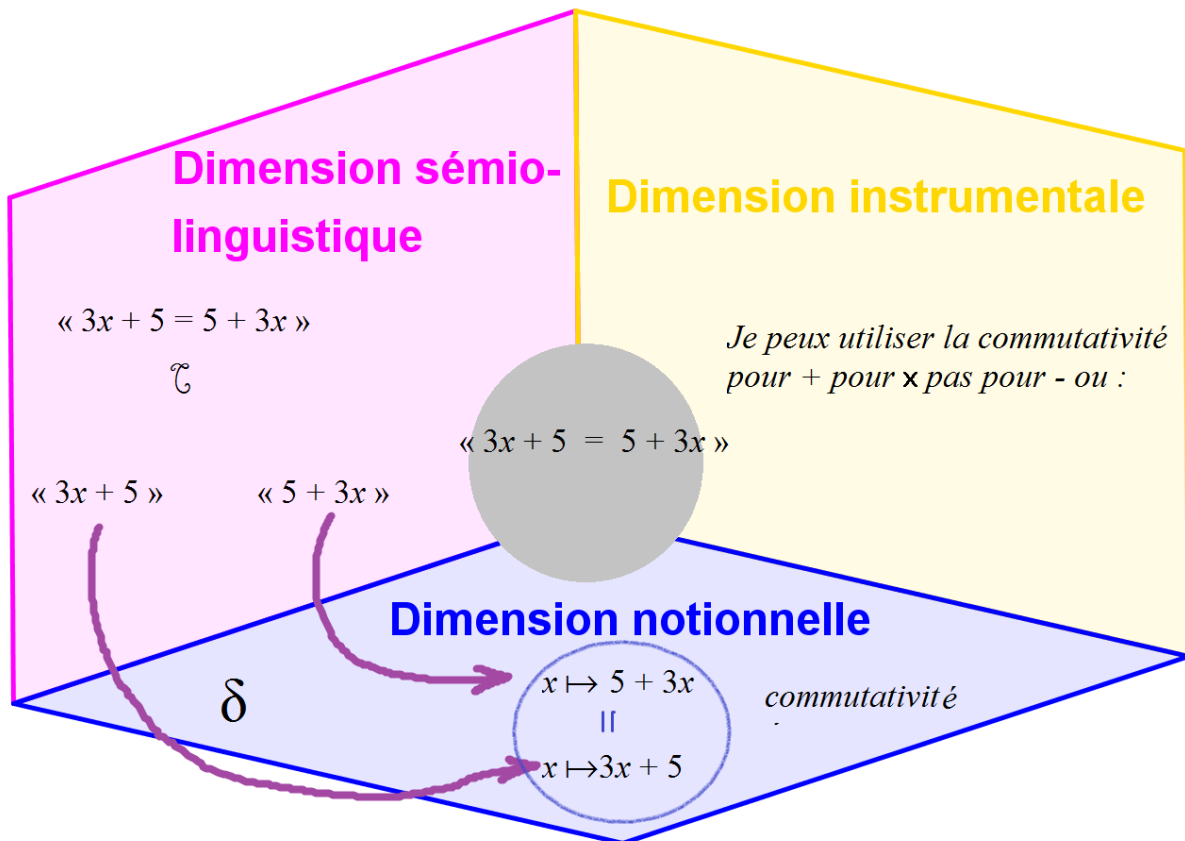 Dimension sémio-
linguistique
« 3x + 5 = 5 + 3x »
« 3x + 5 »
« 5 + 3x »
Dimension instrumentale
Je peux utiliser la commutativité
pour + pour x pas pour - ou :
« 3x + 5 = 5 + 3x »
Dimension notionnelle
δ
x ↦ 5 + 3x
=
x ↦ 3x + 5
commutativité